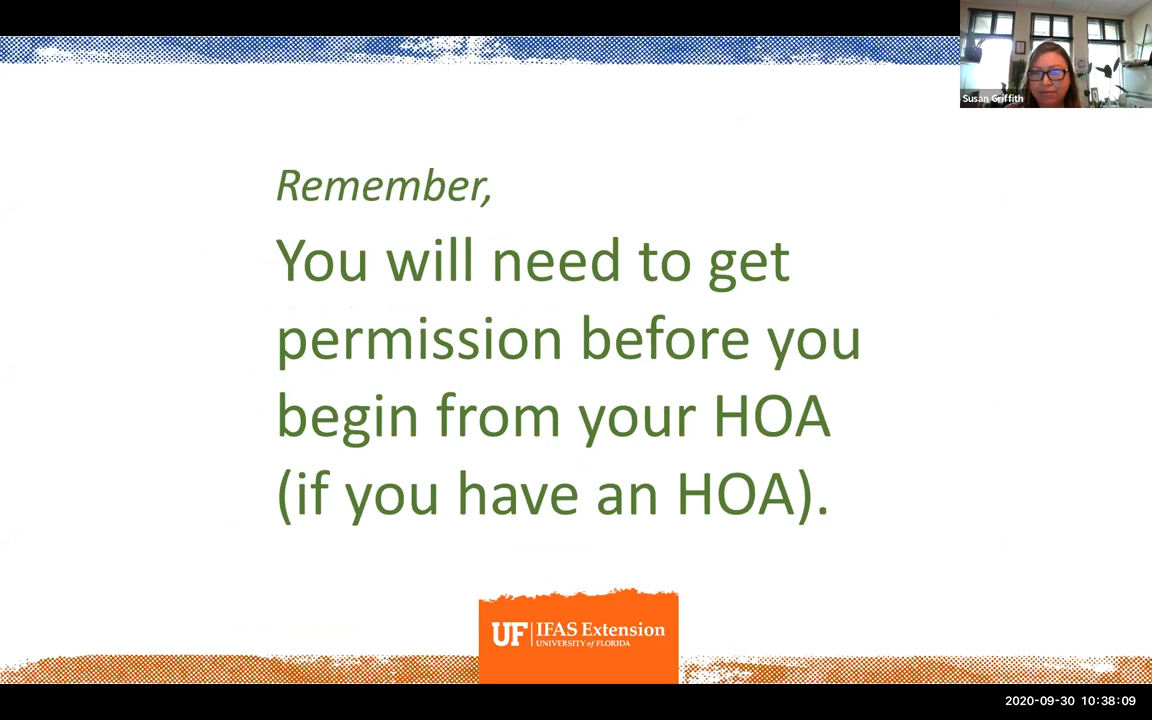 Susan Griffith
Remember,
You will need to get
permission before you
begin from your HOA
(if you have an HOA).
UF IFAS Extension
UNIVERSITY of FLORIDA
2020-09-30 10:38:09